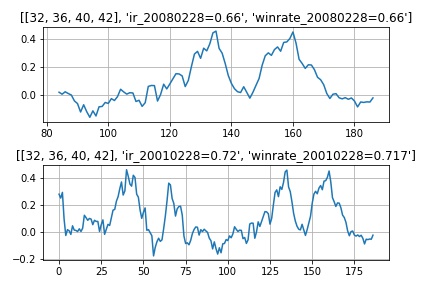 [[32, 36, 40, 42], 'ir_20080228=0.66', 'winrate_20080228=0.66']
0.4
0.2
0.0
80 100 120 140 160 180
[[32, 36, 40, 42], 'ir_20010228=0.72', 'winrate_20010228=0.717']
0.4
0.2
0.0
−0.2
0 25 50 75 100 125 150 175